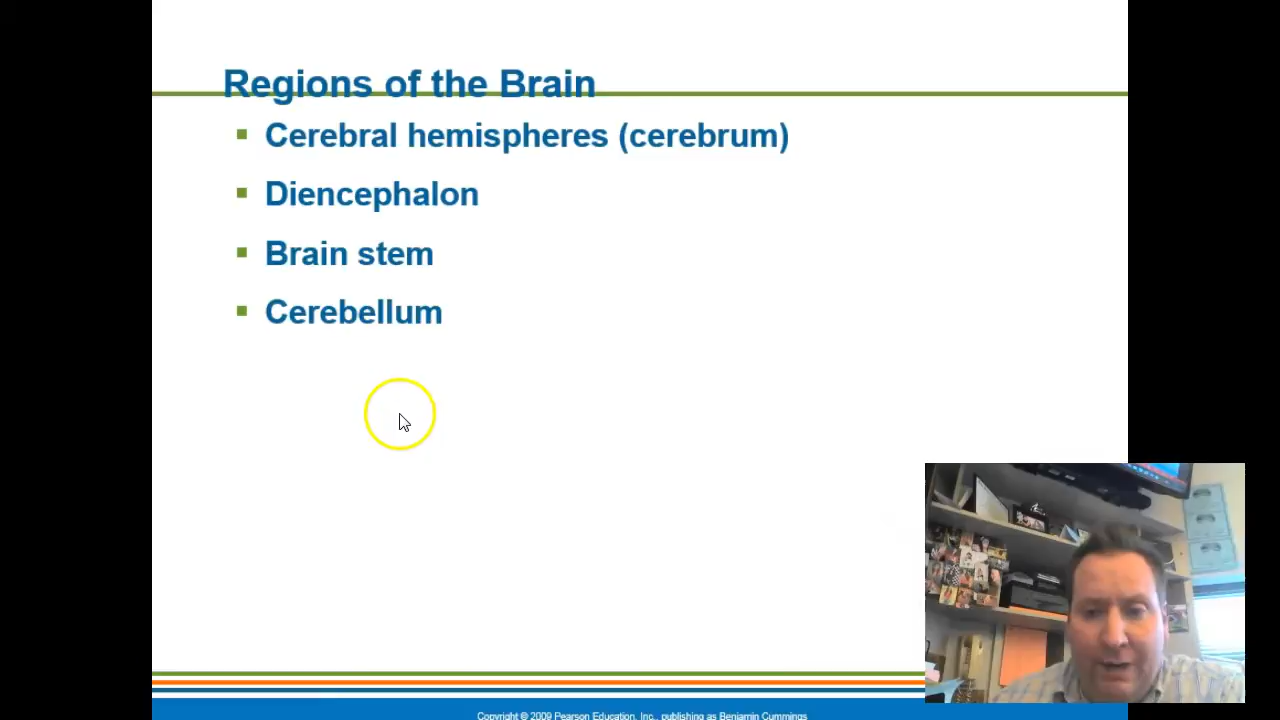 Regions of the Brain
Cerebral hemispheres (cerebrum)
Diencephalon
Brain stem
Cerebellum
Copyright © 2009 Pearson Education, Inc., publishing as Benjamin Cummings